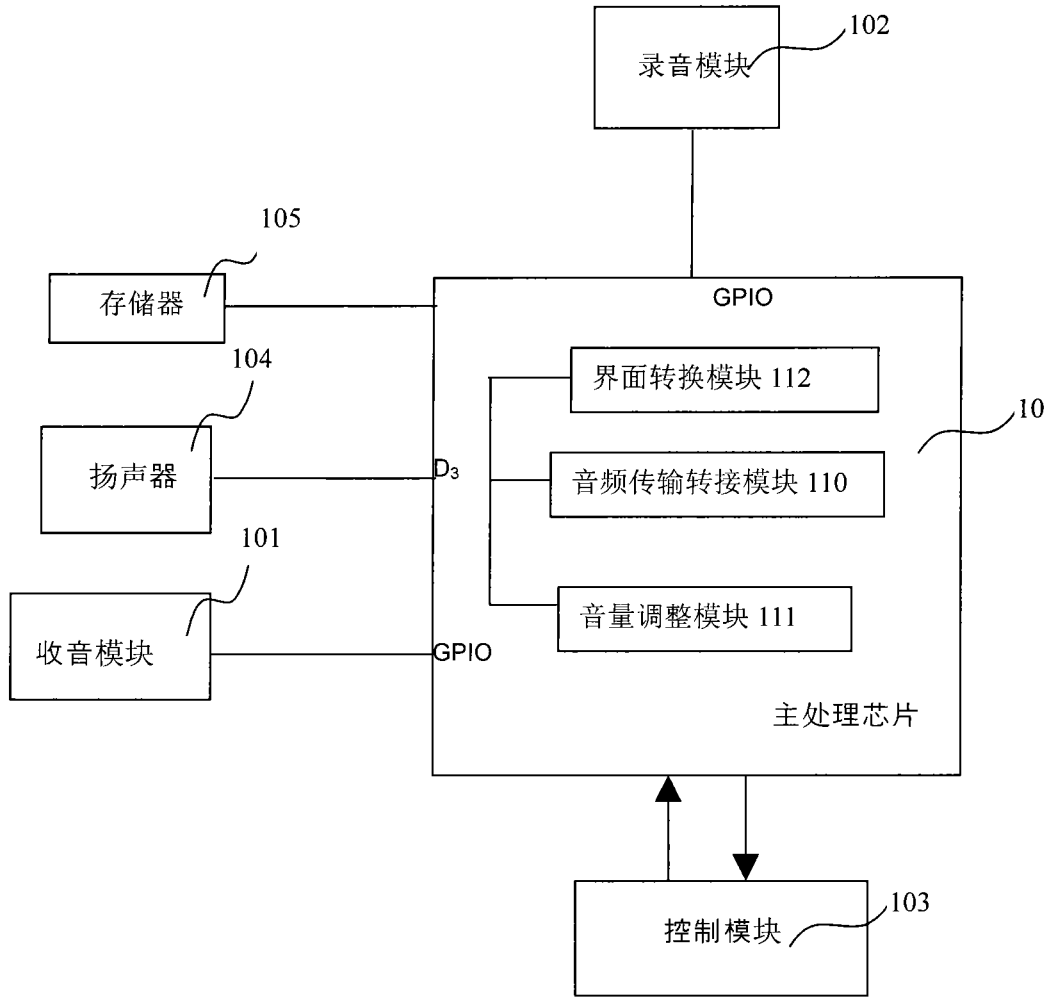 102
录音模块
105
存储器
GPIO
104
界面转换模块 112
10
扬声器
D₃
音频传输转接模块 110
101
音量调整模块 111
收音模块
GPIO
主处理芯片
103
控制模块